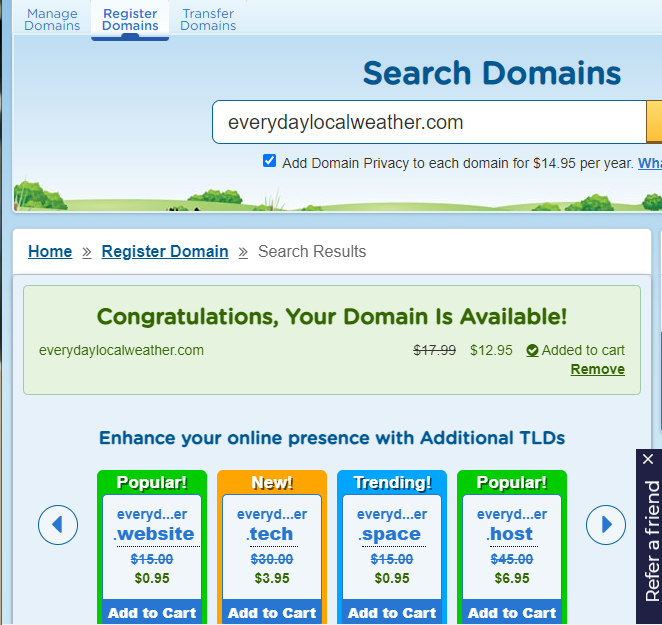 Manage Domains
Register Domains
Transfer Domains
Search Domains
everydaylocalweather.com
Add Domain Privacy to each domain for $14.95 per year.
Home » Register Domain » Search Results
Congratulations, Your Domain Is Available!
everydaylocalweather.com $17.99 $12.95 Added to cart
Remove
Enhance your online presence with Additional TLDs
Popular!
everyd...er
.website
$15.00
$0.95
Add to Cart
New!
everyd...er
.tech
$30.00
$3.95
Add to Cart
Trending!
everyd...er
.space
$15.00
$0.95
Add to Cart
Popular!
everyd...er
.host
$45.00
$6.95
Add to Cart
Refer a friend